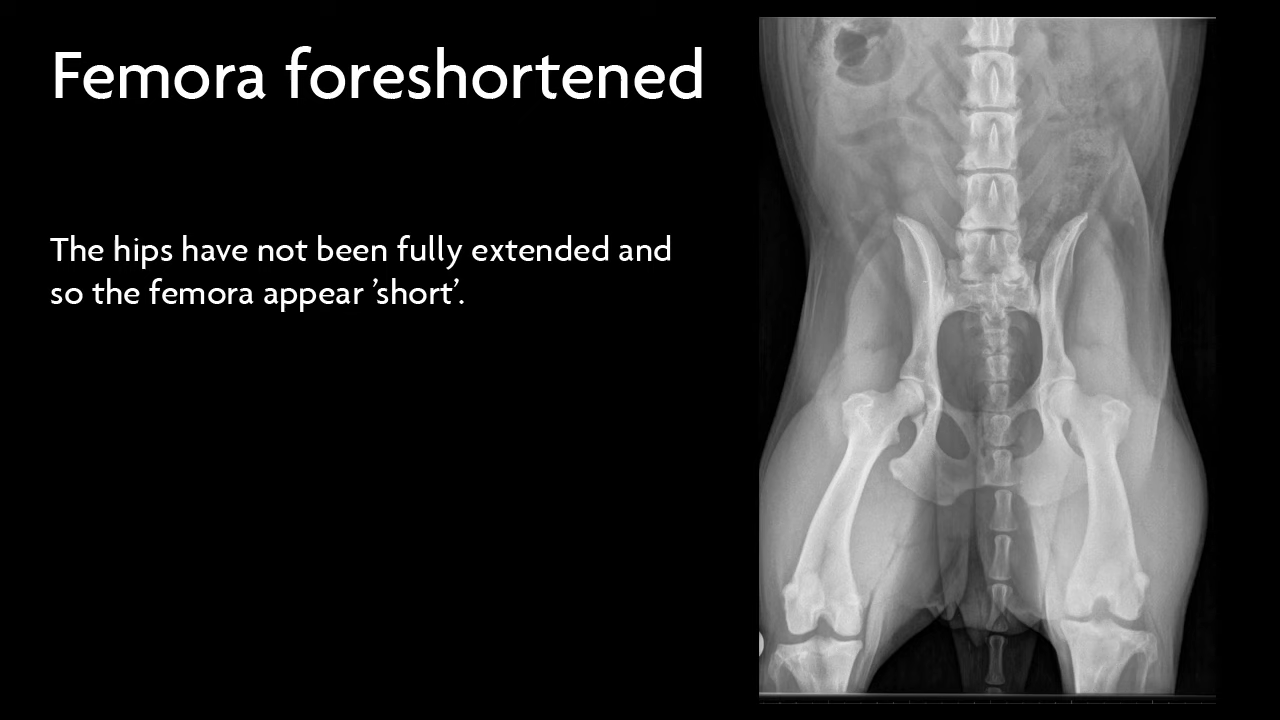 Femora foreshortened
The hips have not been fully extended and
so the femora appear ’short’.